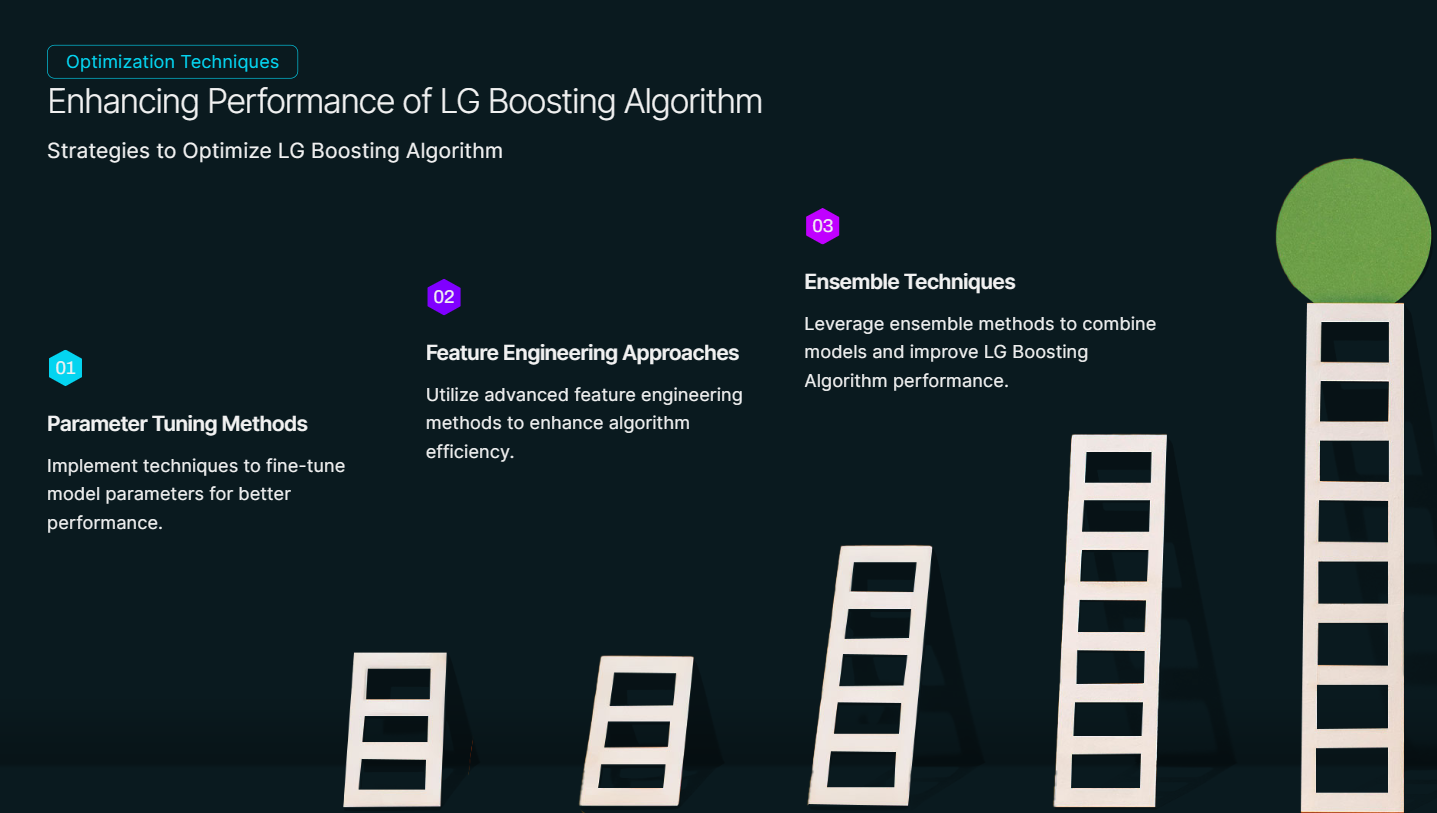 Optimization Techniques
Enhancing Performance of LG Boosting Algorithm
Strategies to Optimize LG Boosting Algorithm
01
Parameter Tuning Methods
Implement techniques to fine-tune
model parameters for better
performance.
02
Feature Engineering Approaches
Utilize advanced feature engineering
methods to enhance algorithm
efficiency.
03
Ensemble Techniques
Leverage ensemble methods to combine
models and improve LG Boosting
Algorithm performance.